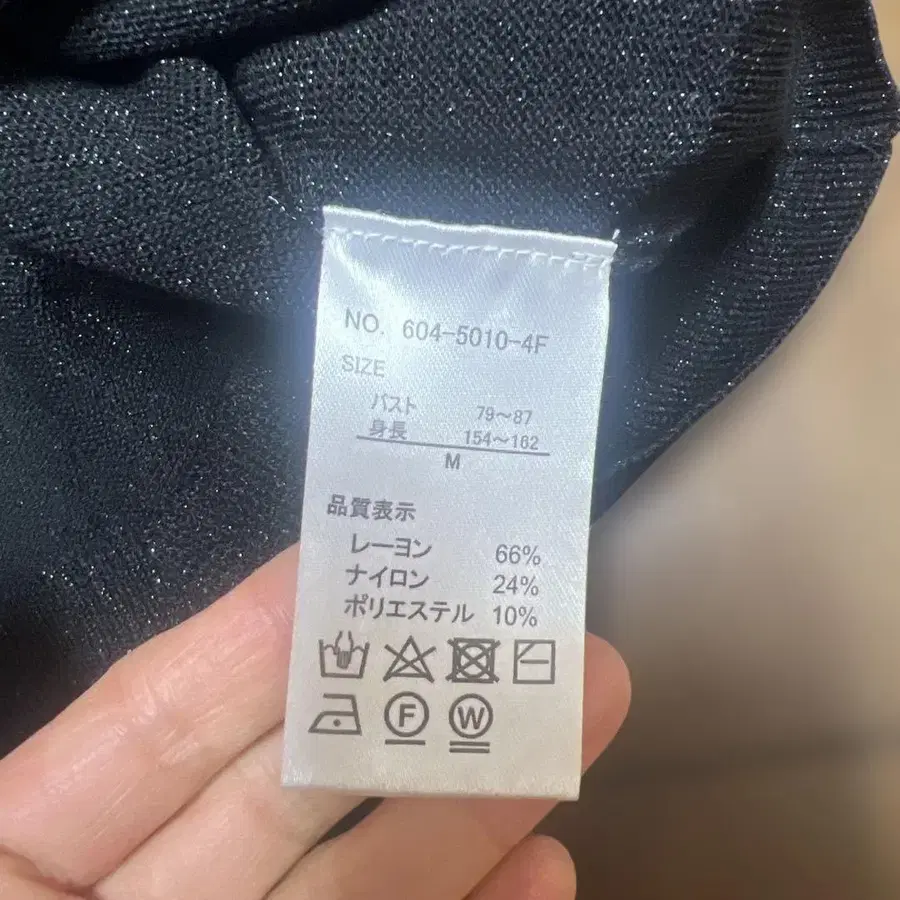 NO. 604-5010-4F
SIZE
バスト 79～87
身長 154～162
M
品質表示
レーヨン 66%
ナイロン 24%
ポリエステル 10%
F W